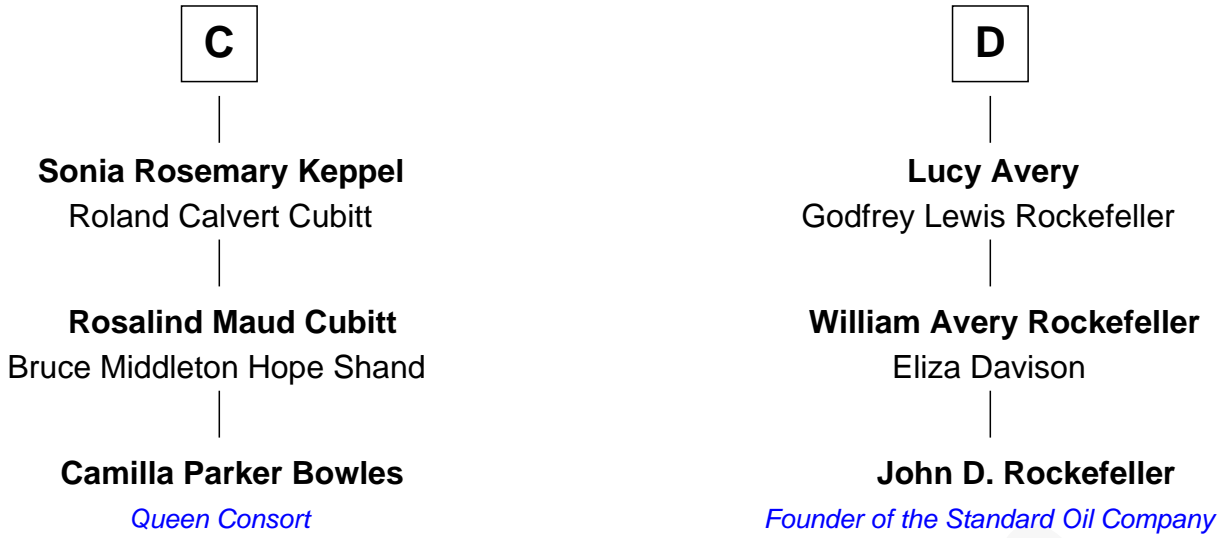 C
Sonia Rosemary Keppel
Roland Calvert Cubitt
Rosalind Maud Cubitt
Bruce Middleton Hope Shand
Camilla Parker Bowles
Queen Consort
D
Lucy Avery
Godfrey Lewis Rockefeller
William Avery Rockefeller
Eliza Davison
John D. Rockefeller
Founder of the Standard Oil Company